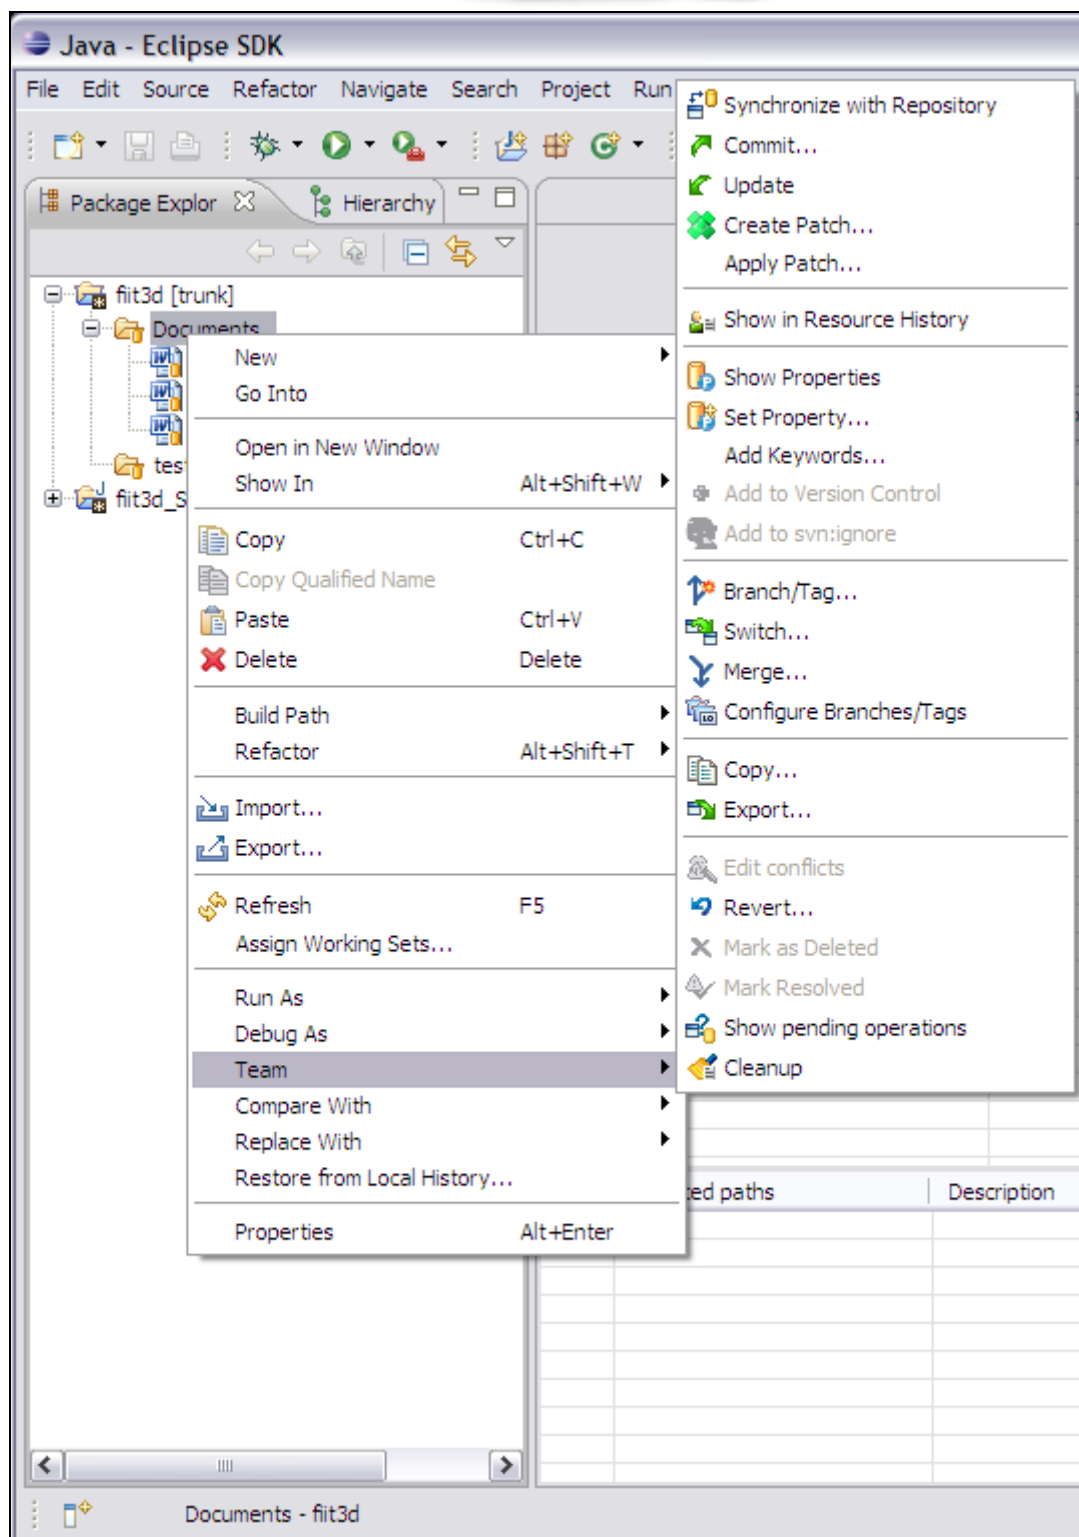 Java - Eclipse SDK
File Edit Source Refactor Navigate Search Project Run
Package Explor Hierarchy
fiit3d [trunk]
Documents
test
fiit3d_S
New
Go Into
Open in New Window
Show In Alt+Shift+W
Copy Ctrl+C
Copy Qualified Name
Paste Ctrl+V
Delete Delete
Build Path
Refactor Alt+Shift+T
Import...
Export...
Refresh F5
Assign Working Sets...
Run As
Debug As
Team
Compare With
Replace With
Restore from Local History...
Properties Alt+Enter
Synchronize with Repository
Commit...
Update
Create Patch...
Apply Patch...
Show in Resource History
Show Properties
Set Property...
Add Keywords...
Add to Version Control
Add to svn:ignore
Branch/Tag...
Switch...
Merge...
Configure Branches/Tags
Copy...
Export...
Edit conflicts
Revert...
Mark as Deleted
Mark Resolved
Show pending operations
Cleanup
ted paths Description
Documents - fiit3d